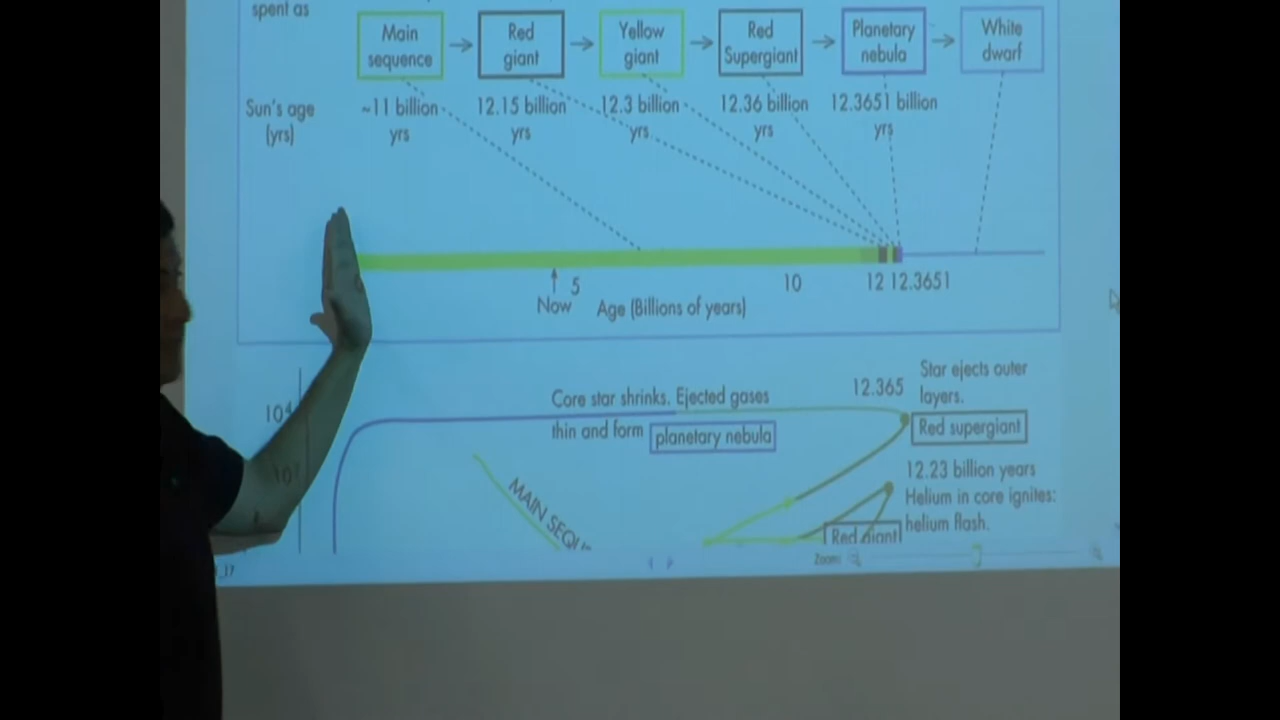 spent as
Main
sequence
Red
giant
Yellow
giant
Red
Supergiant
Planetary
nebula
White
dwarf
Sun's age
(yrs)
~11 billion
yrs
12.15 billion
yrs
12.3 billion
yrs
12.36 billion
yrs
12.3651 billion
yrs
5
10
12 12.3651
Now
Age (Billions of years)
Core star shrinks. Ejected gases
thin and form planetary nebula
12.365
Star ejects outer
layers.
Red supergiant
10⁴
12.23 billion years
Helium in core ignites:
helium flash.
Red giant
10²
MAIN SEQU
Zoom: